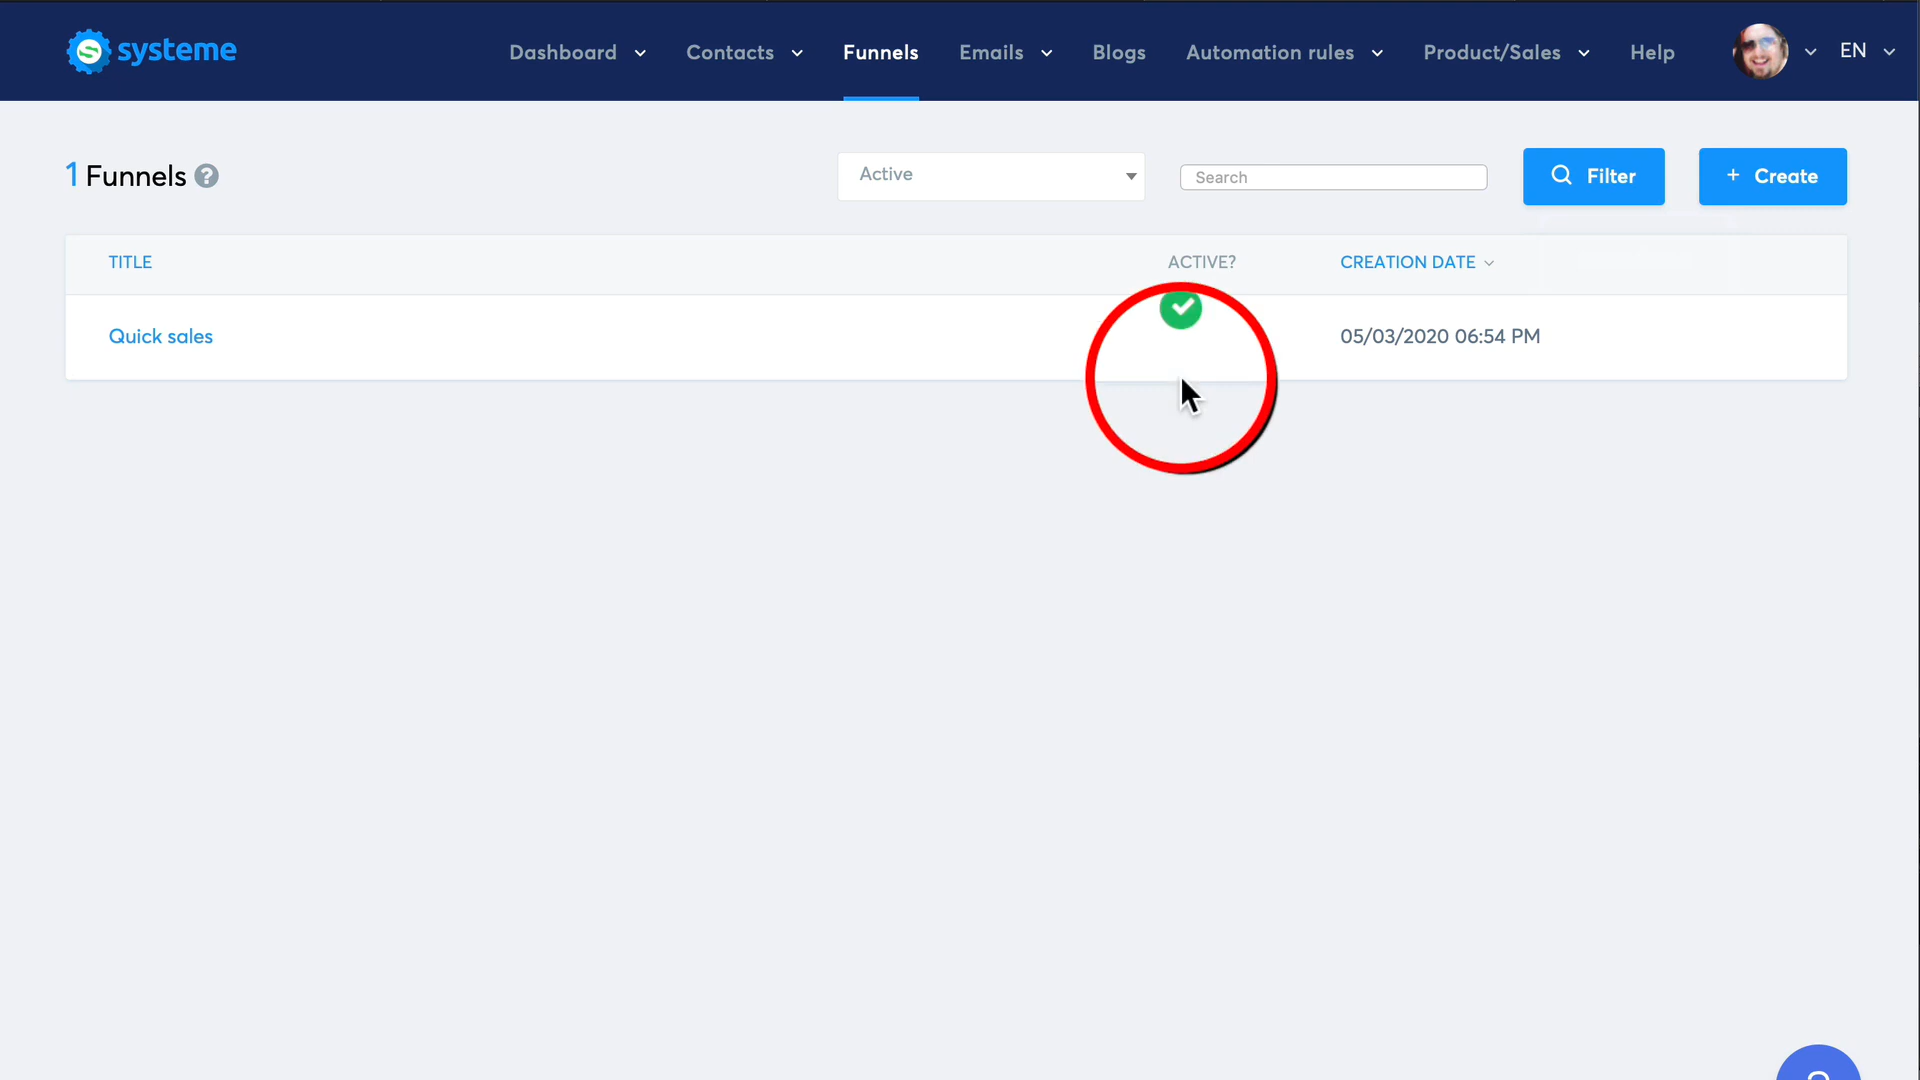 systeme
Dashboard Contacts Funnels Emails Blogs Automation rules Product/Sales Help EN
1 Funnels ?
Active
Search
Filter
+ Create
TITLE ACTIVE? CREATION DATE
Quick sales 05/03/2020 06:54 PM